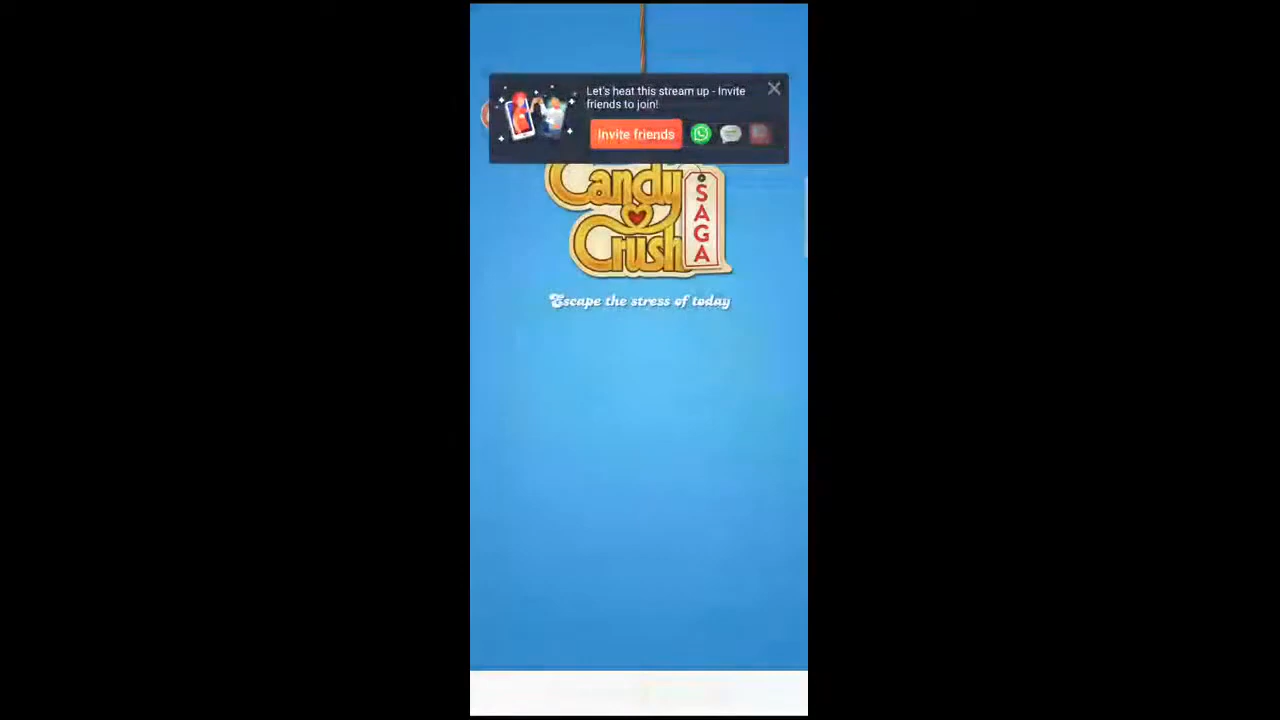 Let's heat this stream up - Invite
friends to join!
Invite friends
Candy
Crush
SAGA
Escape the stress of today